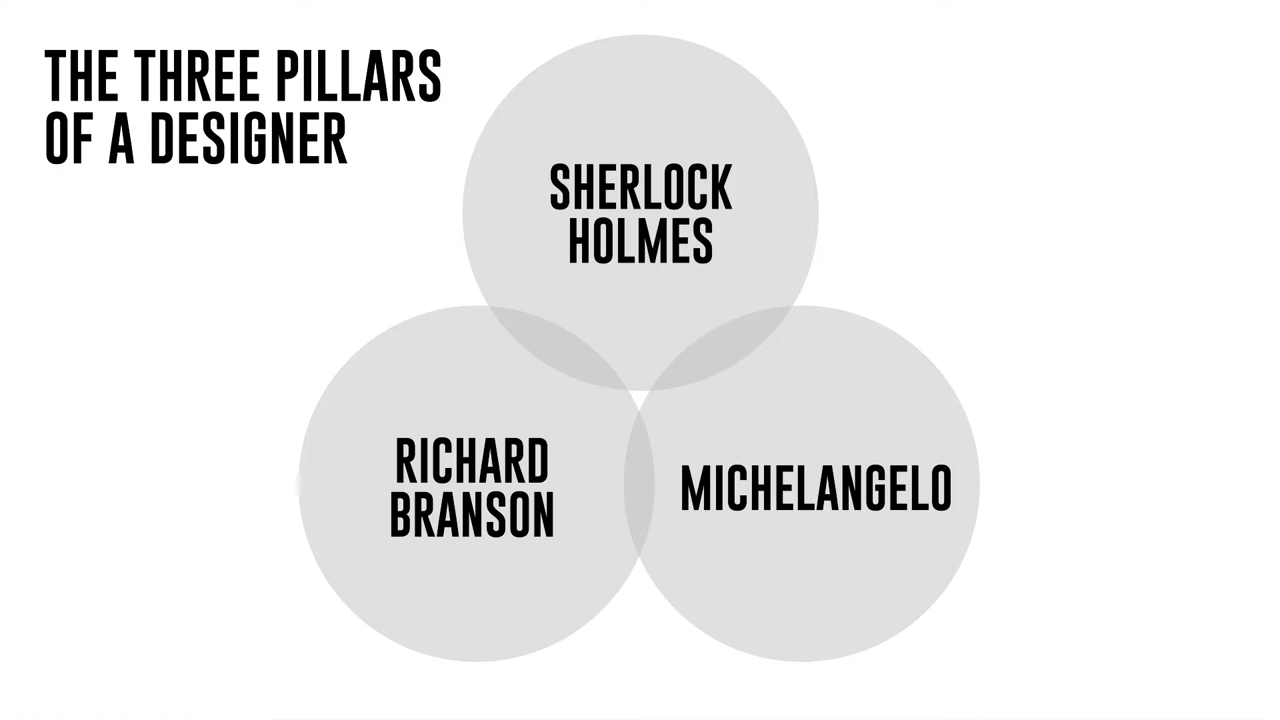 THE THREE PILLARS
OF A DESIGNER
SHERLOCK
HOLMES
RICHARD
BRANSON
MICHELANGELO